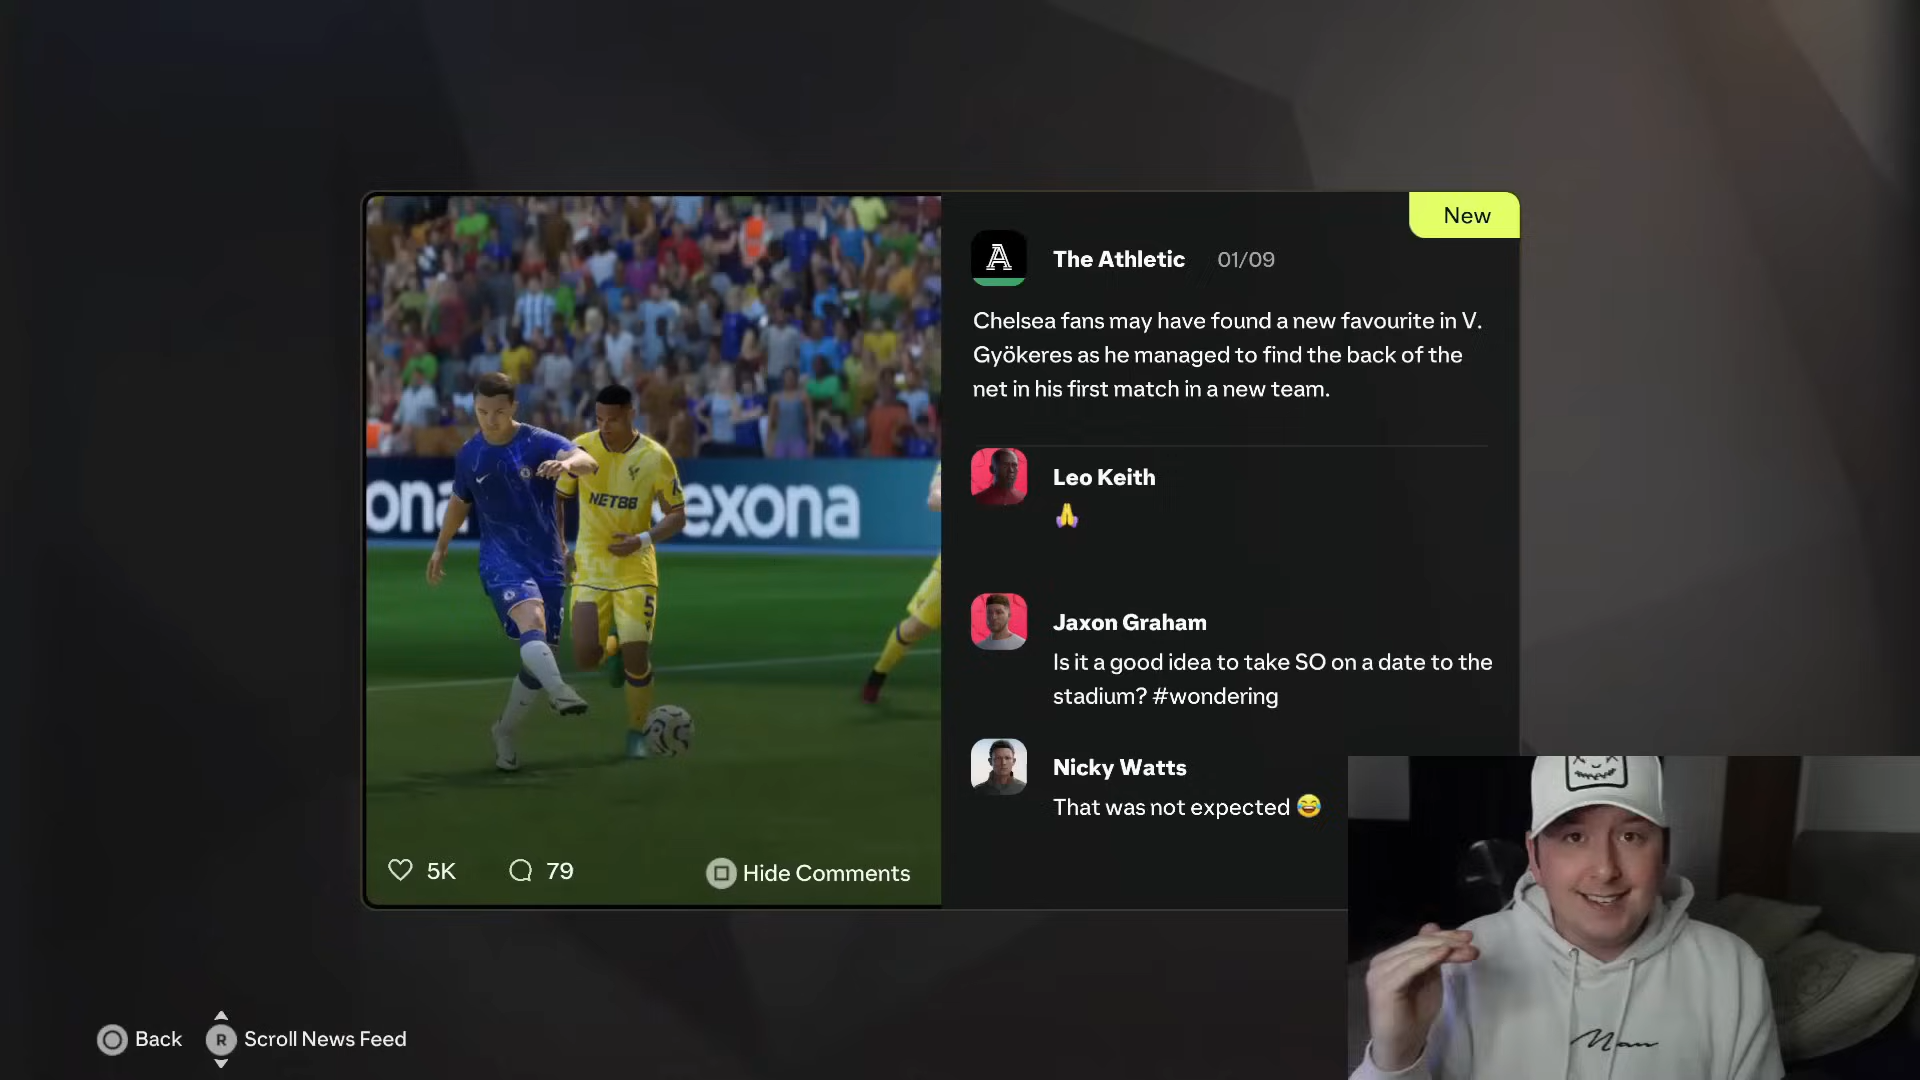 New
The Athletic 01/09
Chelsea fans may have found a new favourite in V.
Gyökeres as he managed to find the back of the
net in his first match in a new team.
Leo Keith
🙏
Jaxon Graham
Is it a good idea to take SO on a date to the
stadium? #wondering
Nicky Watts
That was not expected 😂
ona
exona
NET88
5
5K 79 Hide Comments
Back R Scroll News Feed